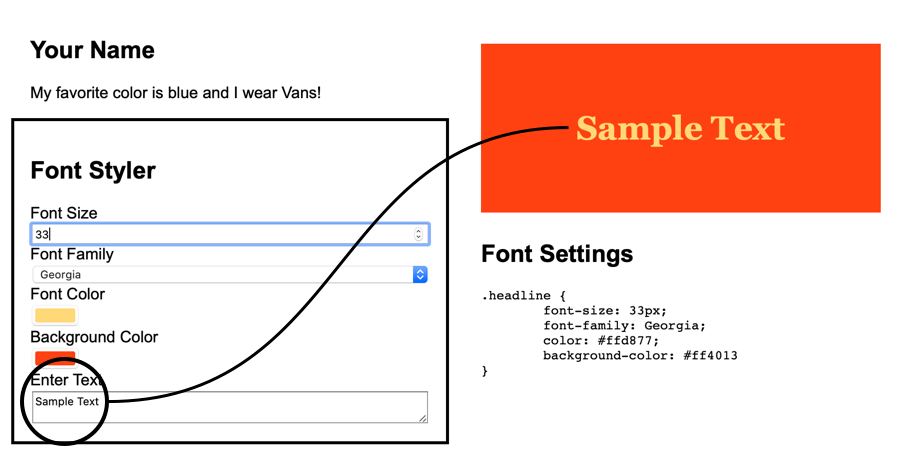 Your Name
My favorite color is blue and I wear Vans!
Font Styler
Font Size
33
Font Family
Georgia
Font Color
Background Color
Enter Text
Sample Text
Sample Text
Font Settings
.headline {
font-size: 33px;
font-family: Georgia;
color: #ffd877;
background-color: #ff4013
}